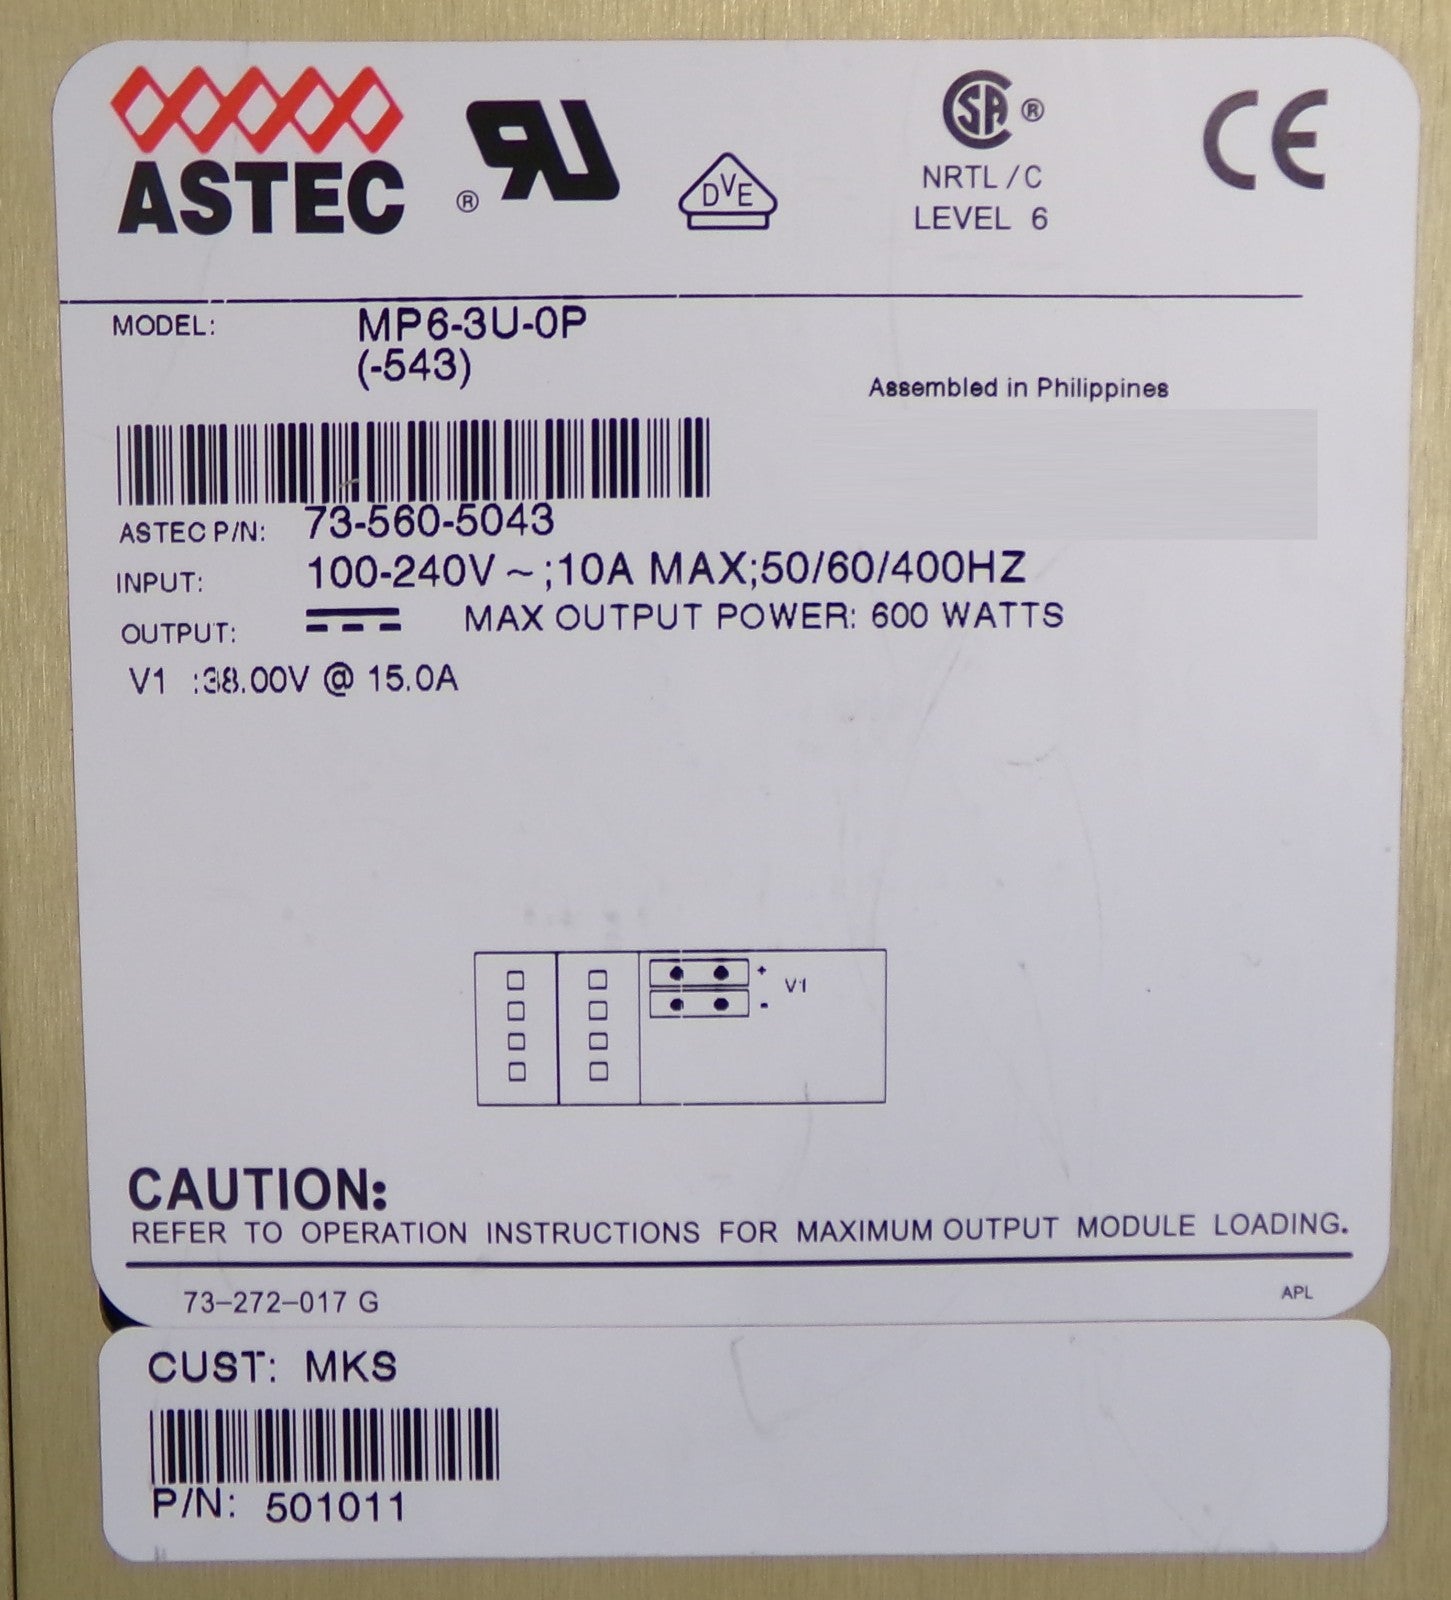 ASTEC
®
DVE
SA ®
NRTL/C
LEVEL 6
CE
MODEL: MP6-3U-0P
(-543)
Assembled in Philippines
ASTEC P/N: 73-560-5043
INPUT: 100-240V ~;10A MAX;50/60/400HZ
OUTPUT: MAX OUTPUT POWER: 600 WATTS
V1 :38.00V @ 15.0A
+
V1
-
CAUTION:
REFER TO OPERATION INSTRUCTIONS FOR MAXIMUM OUTPUT MODULE LOADING.
73-272-017 G
APL
CUST: MKS
P/N: 501011